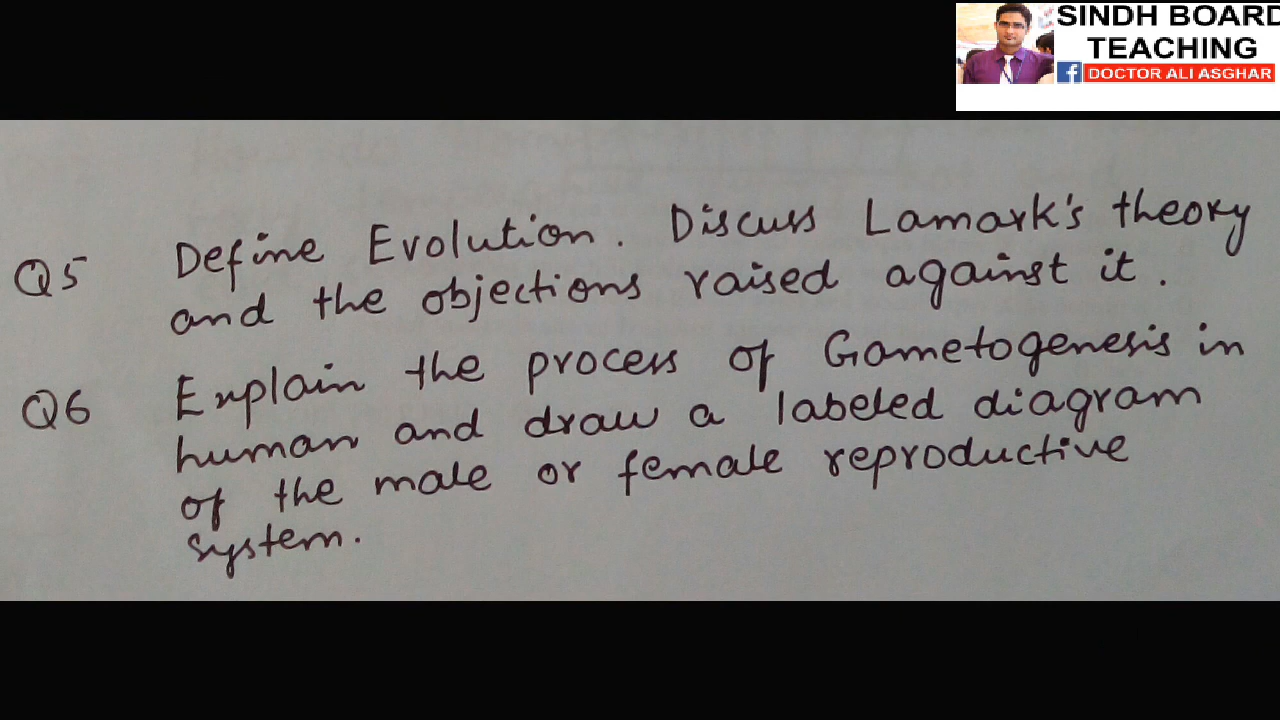 SINDH BOARD
TEACHING
f DOCTOR ALI ASGHAR
Q5 Define Evolution. Discuss Lamark's theory
and the objections raised against it.
Q6 Explain the process of Gametogenesis in
human and draw a labeled diagram
of the male or female reproductive
system.